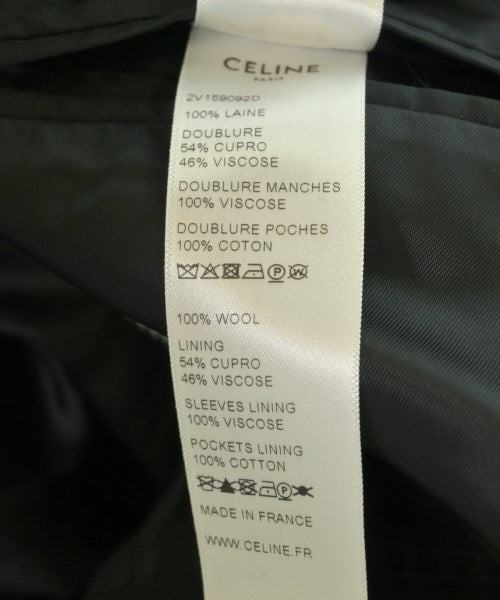 CELINE
PARIS
2V159092D
100% LAINE
DOUBLURE
54% CUPRO
46% VISCOSE
DOUBLURE MANCHES
100% VISCOSE
DOUBLURE POCHES
100% COTON
100% WOOL
LINING
54% CUPRO
46% VISCOSE
SLEEVES LINING
100% VISCOSE
POCKETS LINING
100% COTTON
MADE IN FRANCE
WWW.CELINE.FR